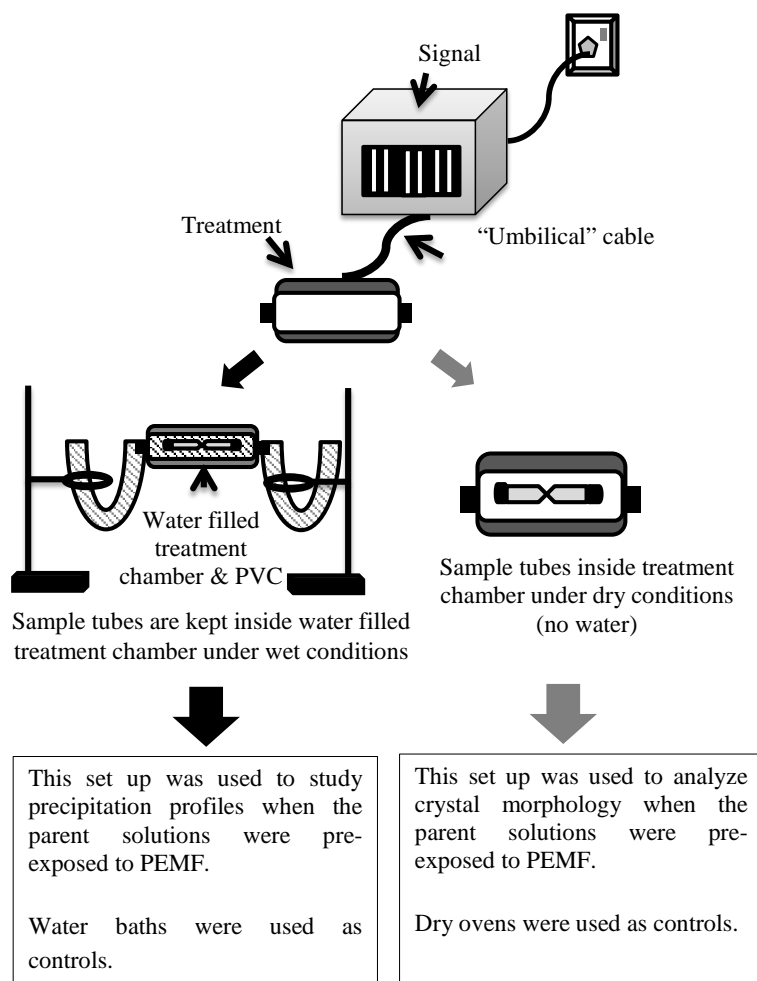 Signal
Treatment
“Umbilical” cable
Water filled
treatment
chamber & PVC
Sample tubes are kept inside water filled
treatment chamber under wet conditions
Sample tubes inside treatment
chamber under dry conditions
(no water)
This set up was used to study
precipitation profiles when the
parent solutions were pre-
exposed to PEMF.
Water baths were used as
controls.
This set up was used to analyze
crystal morphology when the
parent solutions were pre-
exposed to PEMF.
Dry ovens were used as controls.